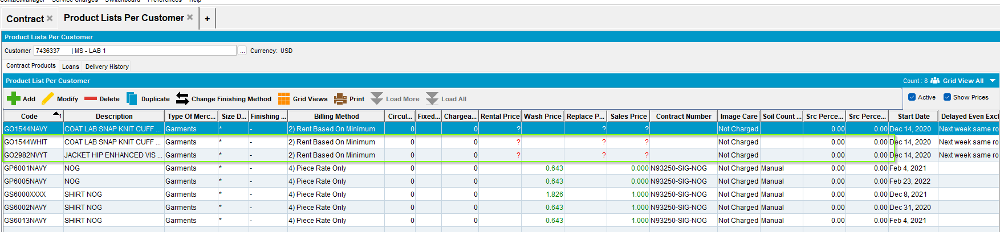 ContactManager Service Charges Switchboard Preferences Help
Contract × Product Lists Per Customer × +
Product Lists Per Customer
Customer 7436337 | MS - LAB 1 ... Currency: USD
Contract Products Loans Delivery History
Product List Per Customer Count : 8 Grid View All
Add Modify Delete Duplicate Change Finishing Method Grid Views Print Load More Load All Active Show Prices
Code 1 Description Type Of Merc... Size D... Finishing ... Billing Method Circul... Fixed... Chargea... Rental Price Wash Price Replace P... Sales Price Contract Number Image Care Soil Count ... Src Perce... Src Perce... Start Date Delayed Even Excl
GO1544NAVY COAT LAB SNAP KNIT CUFF ... Garments * - 2) Rent Based On Minimum 0 0 ? ? ? Not Charged 0.00 0.00 Dec 14, 2020 Next week same ro
GO1544WHIT COAT LAB SNAP KNIT CUFF ... Garments * - 2) Rent Based On Minimum 0 0 ? ? ? Not Charged 0.00 0.00 Dec 14, 2020 Next week same ro
GO2982NVYT JACKET HIP ENHANCED VIS ... Garments * - 2) Rent Based On Minimum 0 0 ? ? ? Not Charged 0.00 0.00 Dec 14, 2020 Next week same ro
GP6001NAVY NOG Garments * - 4) Piece Rate Only 0 0 0.643 0.000 N93250-SIG-NOG Not Charged Manual 0.00 0.00 Feb 4, 2021
GP6005NAVY NOG Garments * - 4) Piece Rate Only 0 0 0.643 0.000 N93250-SIG-NOG Not Charged Manual 0.00 0.00 Feb 23, 2022
GS6000XXXX SHIRT NOG Garments * - 4) Piece Rate Only 0 0 1.826 1.000 N93250-SIG-NOG Not Charged Manual 0.00 0.00 Dec 8, 2021
GS6002NAVY SHIRT NOG Garments * - 4) Piece Rate Only 0 0 0.643 1.000 N93250-SIG-NOG Not Charged Manual 0.00 0.00 Dec 31, 2020
GS6013NAVY SHIRT NOG Garments * - 4) Piece Rate Only 0 0 0.643 1.000 N93250-SIG-NOG Not Charged Manual 0.00 0.00 Feb 4, 2021